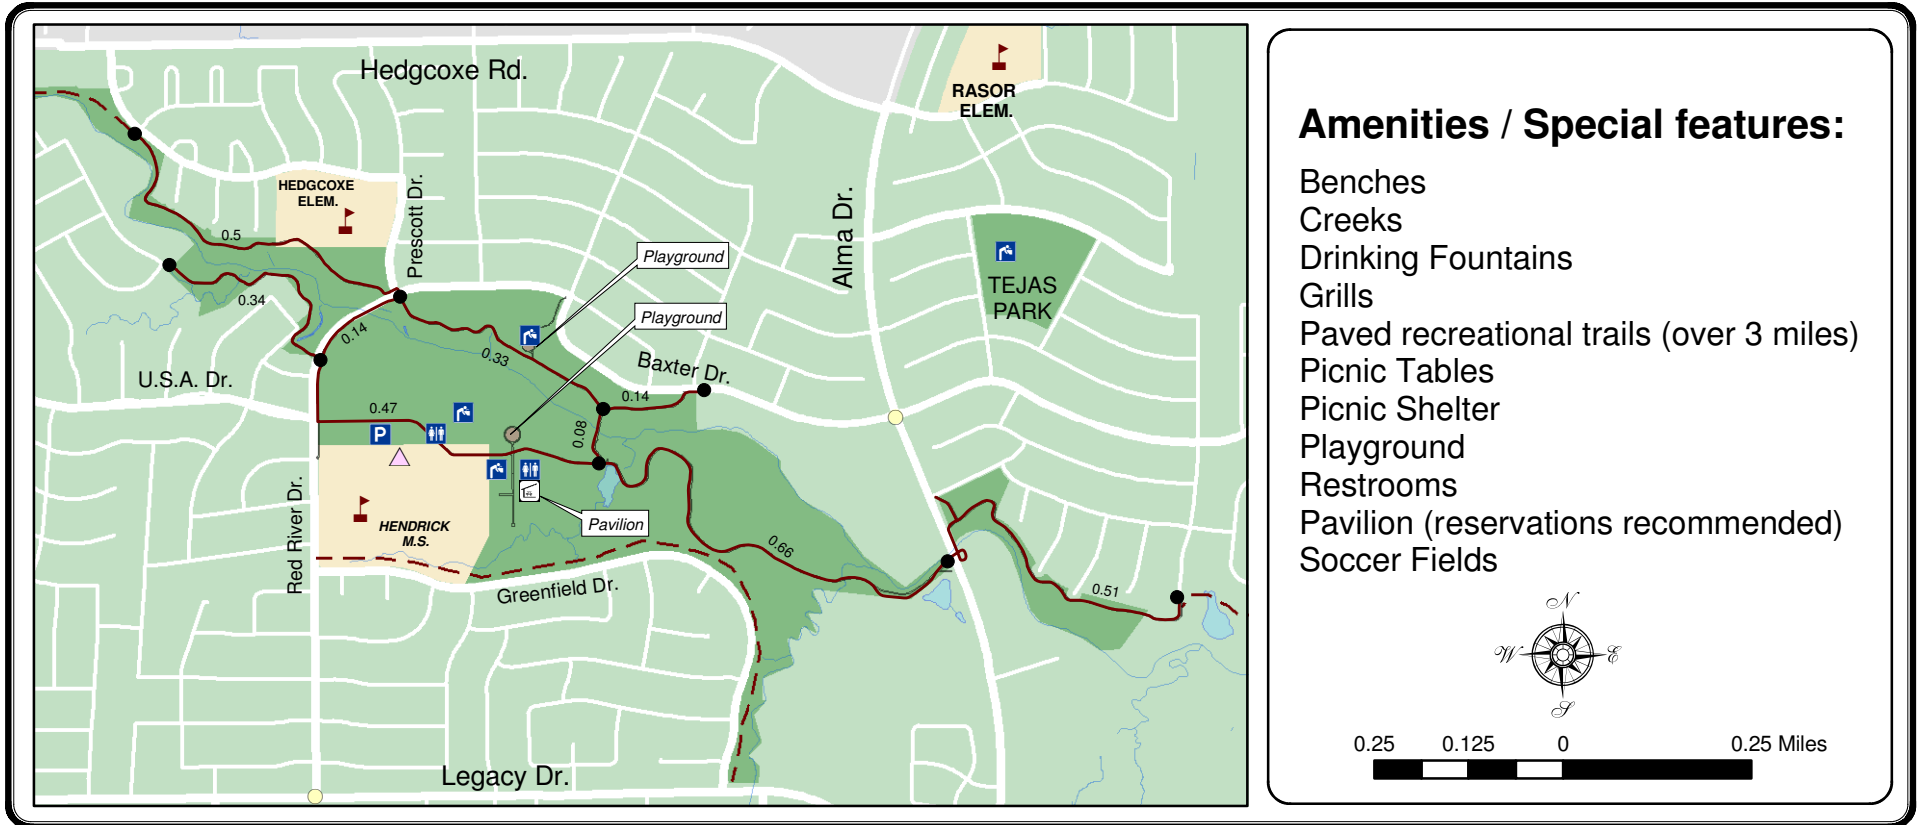 Hedgcoxe Rd.
RASOR
ELEM.
HEDGCOXE
ELEM.
Prescott Dr.
Alma Dr.
0.5
Playground
0.34
TEJAS
PARK
0.14
Playground
0.33
Baxter Dr.
U.S.A. Dr.
0.14
0.47
0.08
P
Red River Dr.
HENDRICK
M.S.
Pavilion
0.66
Greenfield Dr.
0.51
Legacy Dr.
Amenities / Special features:
Benches
Creeks
Drinking Fountains
Grills
Paved recreational trails (over 3 miles)
Picnic Tables
Picnic Shelter
Playground
Restrooms
Pavilion (reservations recommended)
Soccer Fields
N
W E
S
0.25 0.125 0 0.25 Miles